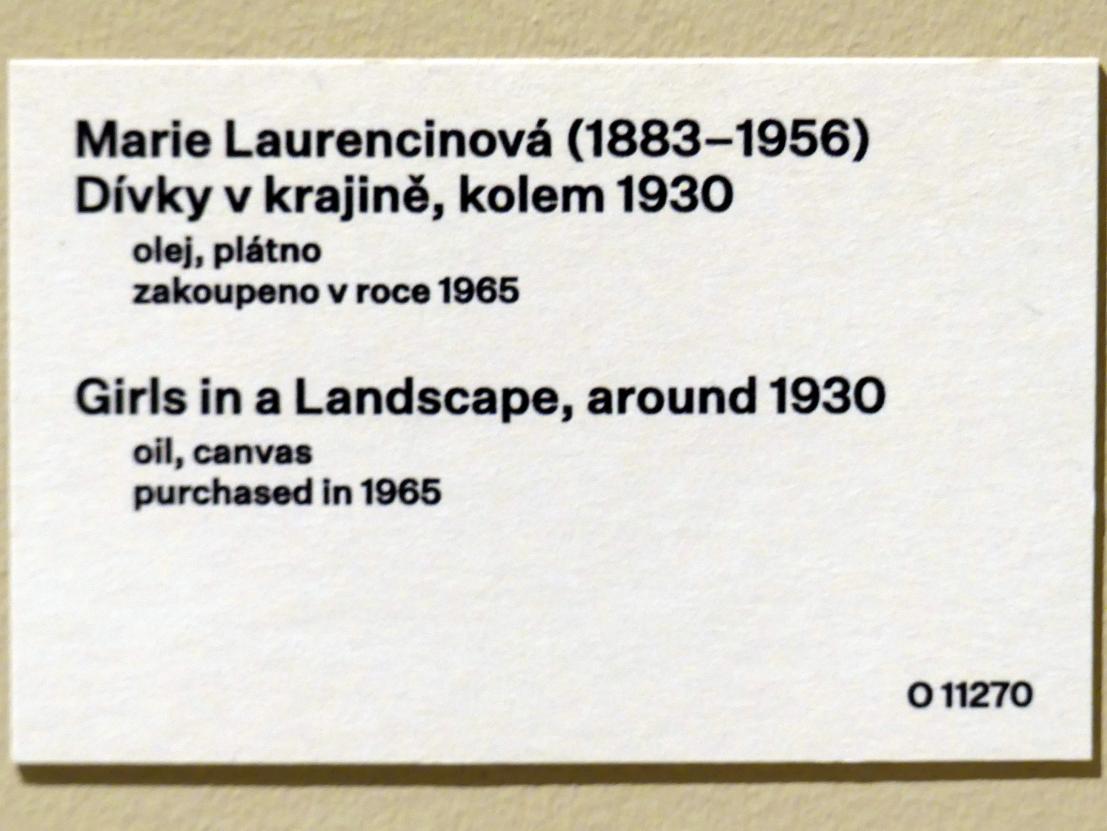 Marie Laurencinová (1883–1956)
Dívky v krajině, kolem 1930
olej, plátno
zakoupeno v roce 1965
Girls in a Landscape, around 1930
oil, canvas
purchased in 1965
O 11270